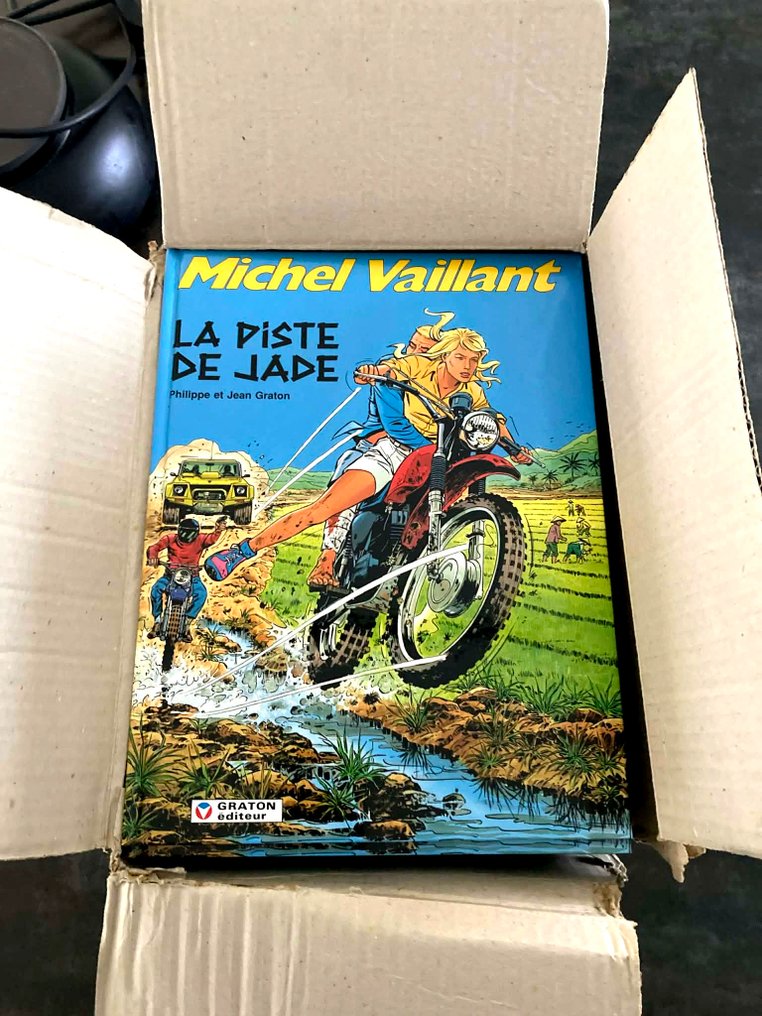 Michel Vaillant
LA PISTE
DE JADE
Philippe et Jean Graton
GRATON
éditeur